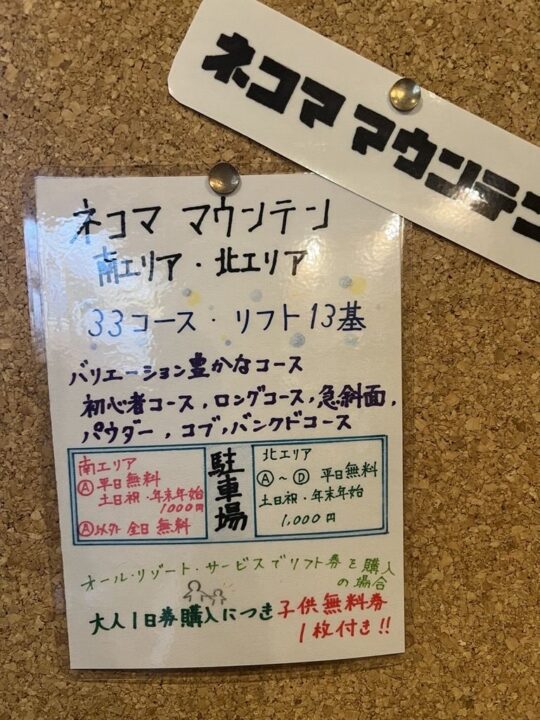 ネコママウンテン
ネコマ マウンテン
南エリア・北エリア
33コース・リフト13基
バリエーション豊かなコース
初心者コース,ロングコース,急斜面,
パウダー,コブ,バンクドコース
南エリア
Ⓐ平日無料
土日祝・年末年始
1000円
Ⓐ以外 全日 無料
駐車場
北エリア
Ⓐ～Ⓓ 平日無料
土日祝・年末年始
1,000円
オール・リゾート・サービスでリフト券を購入
の場合
大人1日券購入につき子供無料券
1枚付き!!